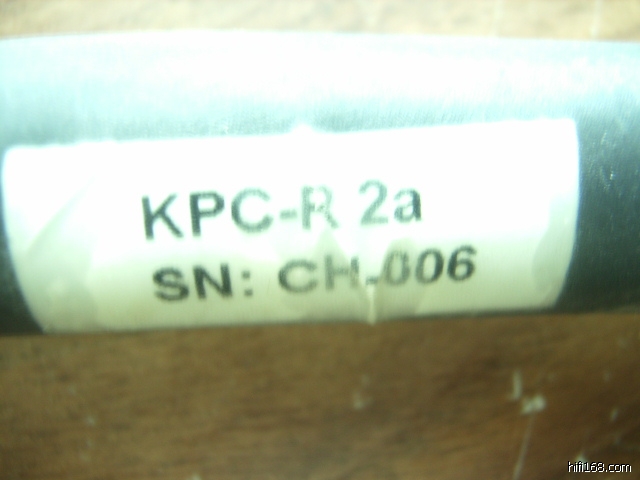 KPC-R 2a
SN: CH-006
hifi168.com